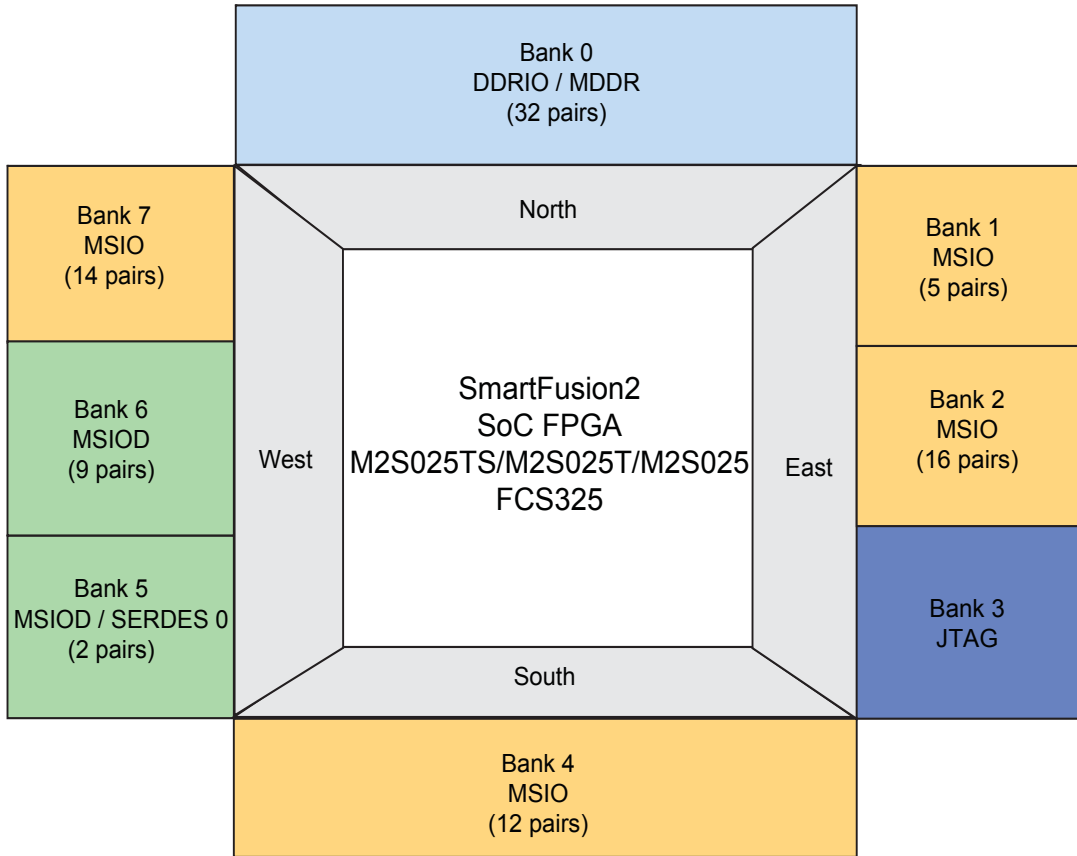 Bank 0
DDRIO / MDDR
(32 pairs)
North
Bank 7
MSIO
(14 pairs)
Bank 1
MSIO
(5 pairs)
Bank 6
MSIOD
(9 pairs)
West
SmartFusion2
SoC FPGA
M2S025TS/M2S025T/M2S025
FCS325
East
Bank 2
MSIO
(16 pairs)
Bank 5
MSIOD / SERDES 0
(2 pairs)
Bank 3
JTAG
South
Bank 4
MSIO
(12 pairs)